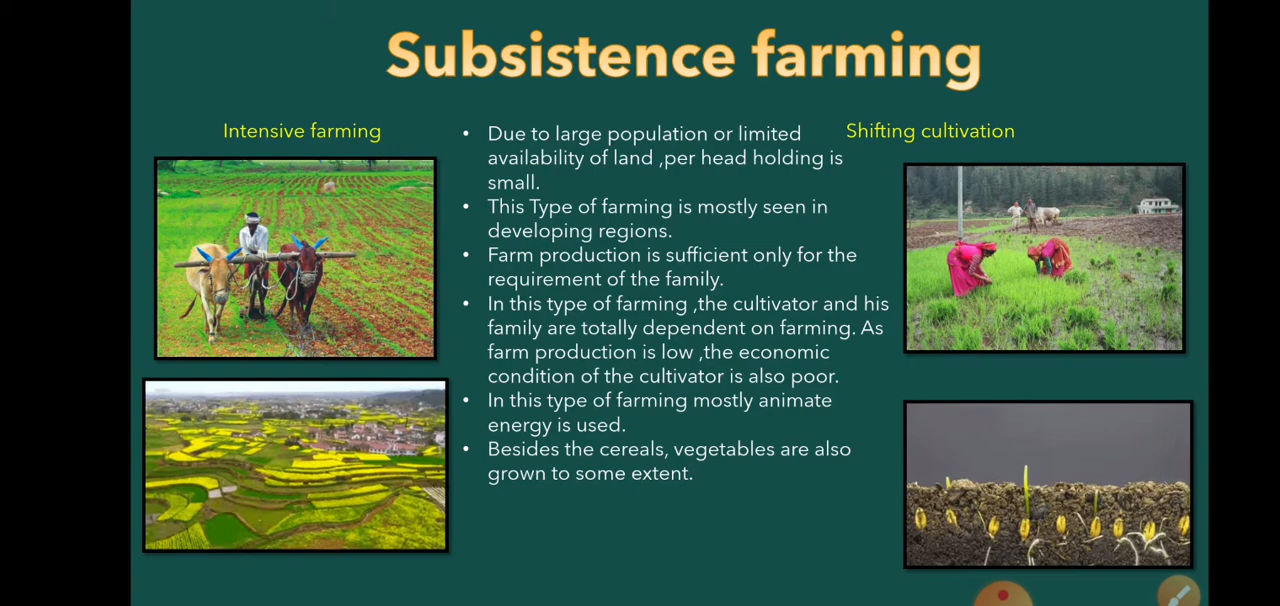 Subsistence farming
Intensive farming
• Due to large population or limited
availability of land ,per head holding is
small.
• This Type of farming is mostly seen in
developing regions.
• Farm production is sufficient only for the
requirement of the family.
• In this type of farming ,the cultivator and his
family are totally dependent on farming. As
farm production is low ,the economic
condition of the cultivator is also poor.
• In this type of farming mostly animate
energy is used.
• Besides the cereals, vegetables are also
grown to some extent.
Shifting cultivation